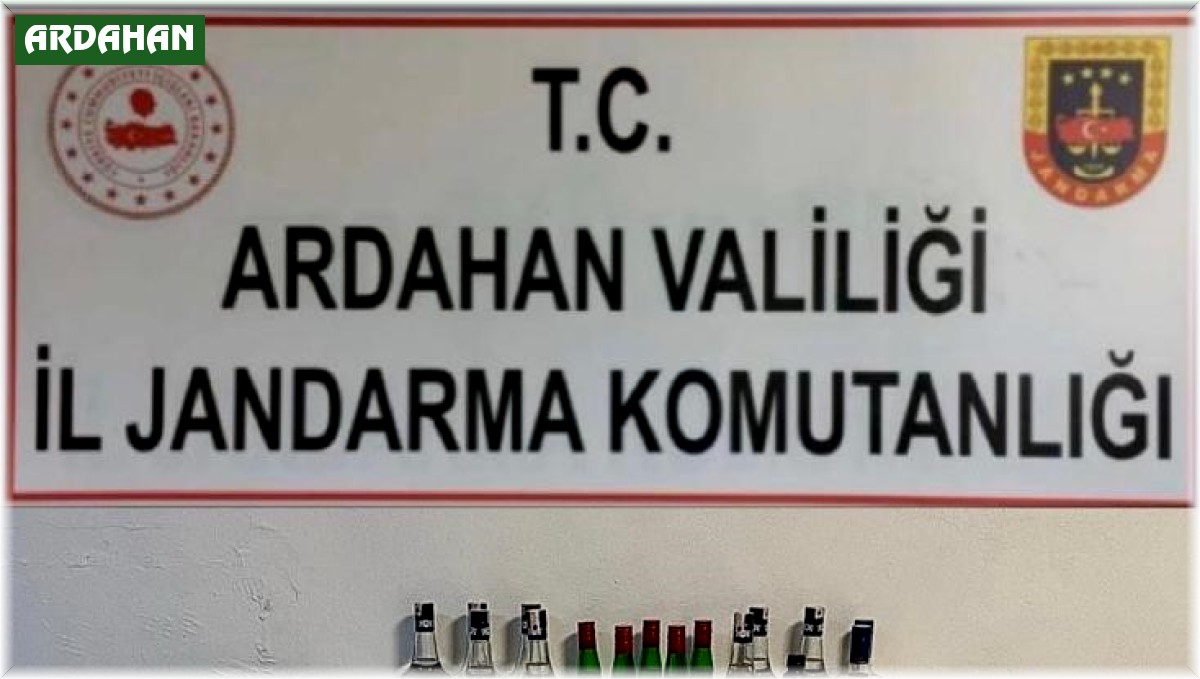 ARDAHAN
T.C.
ARDAHAN VALİLİĞİ
İL JANDARMA KOMUTANLIĞI
JANDARMA